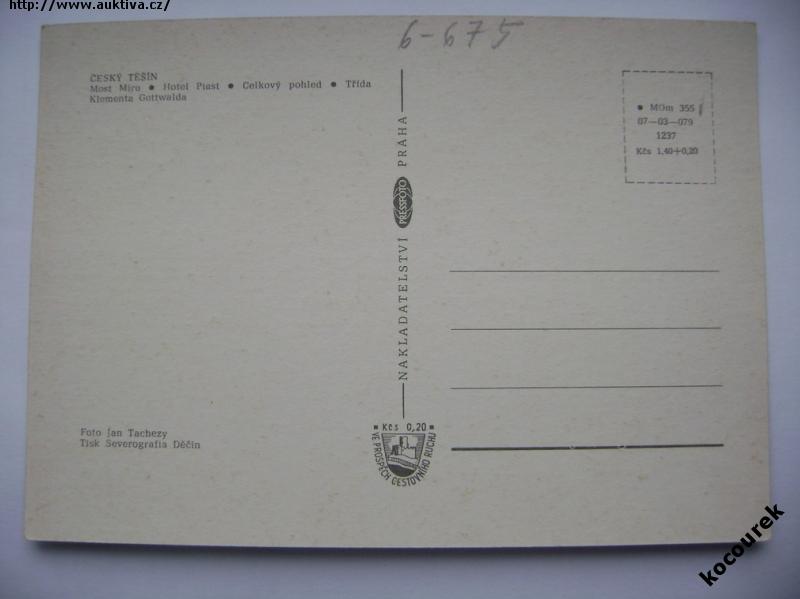 http://www.auktiva.cz/
6-675
ČESKÝ TĚŠÍN
Most Míru • Hotel Piast • Celkový pohled • Třída
Klementa Gottwalda
• MOm 355
07—03—079
1237
Kčs 1,40+0,20
NAKLADATELSTVÍ PRESSFOTO PRAHA
Foto Jan Tachezy
Tisk Severografia Děčín
Kčs 0,20
VE PROSPĚCH CESTOVNÍHO RUCHU
kocourek